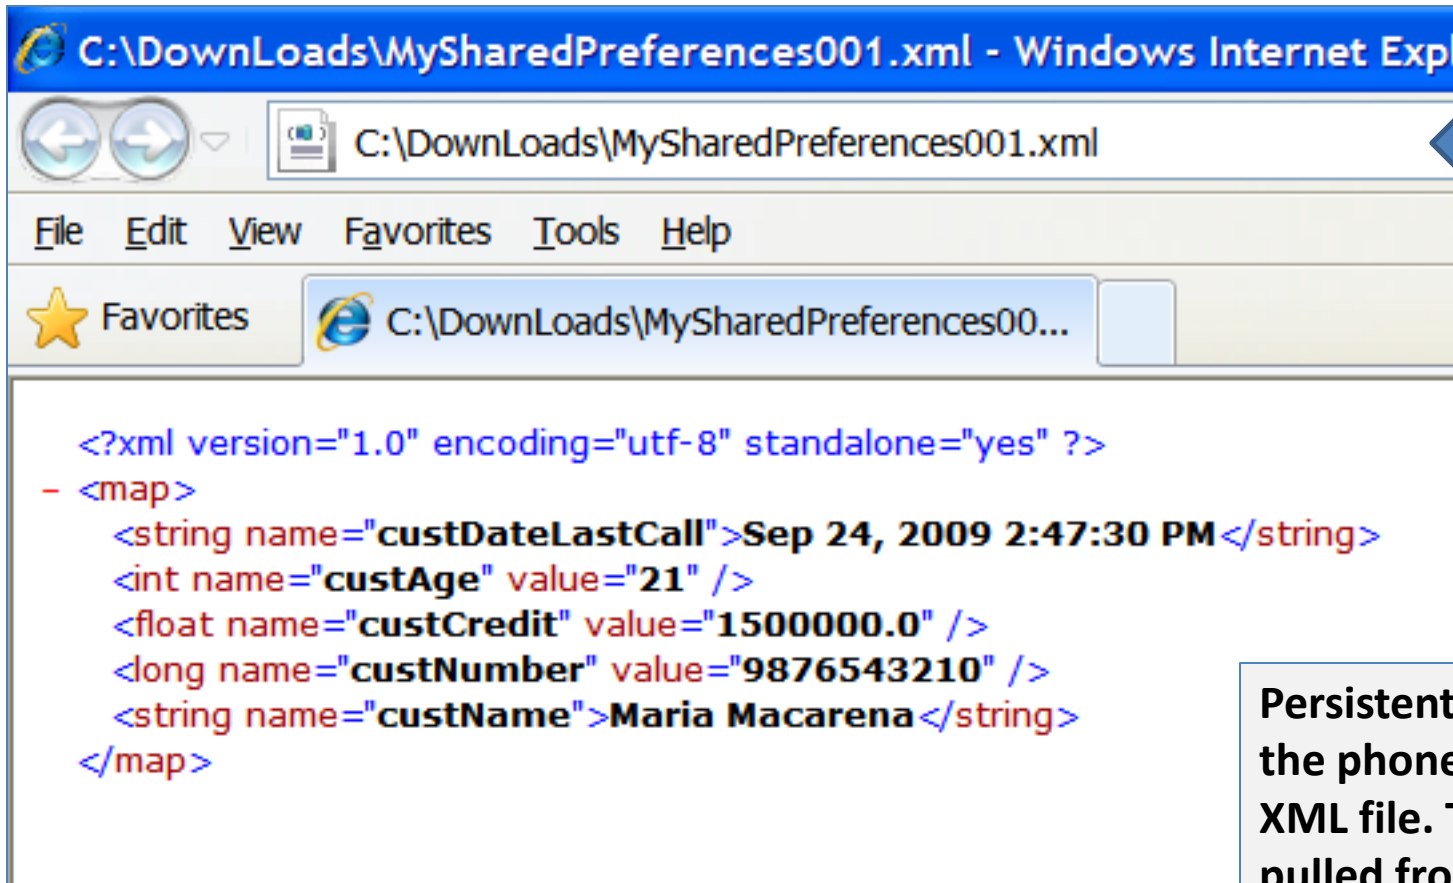 C:\DownLoads\MySharedPreferences001.xml - Windows Internet Expl
C:\DownLoads\MySharedPreferences001.xml
File Edit View Favorites Tools Help
Favorites
C:\DownLoads\MySharedPreferences00...
<?xml version="1.0" encoding="utf-8" standalone="yes" ?>
- <map>
<string name="custDateLastCall">Sep 24, 2009 2:47:30 PM</string>
<int name="custAge" value="21" />
<float name="custCredit" value="1500000.0" />
<long name="custNumber" value="9876543210" />
<string name="custName">Maria Macarena</string>
</map>
Persistent
the phone
XML file.
pulled fro